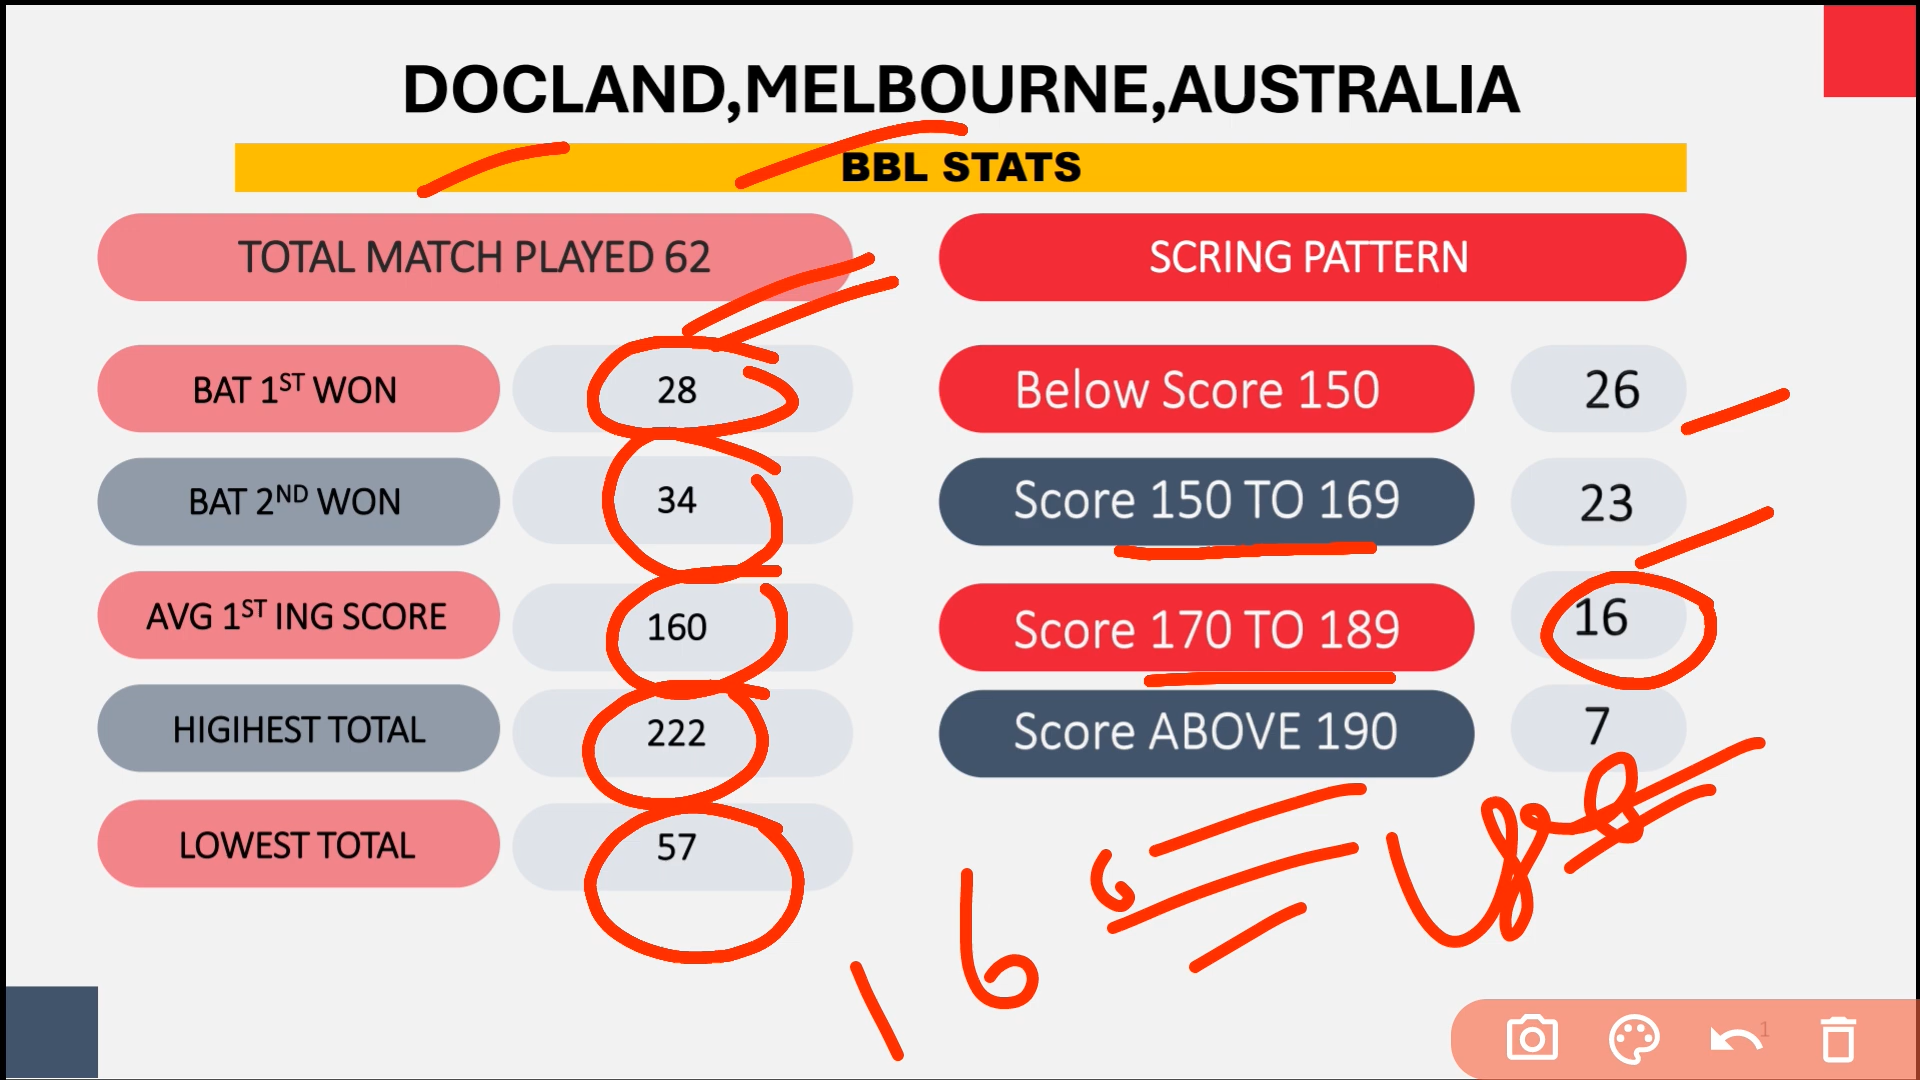 DOCLAND,MELBOURNE,AUSTRALIA
BBL STATS
TOTAL MATCH PLAYED 62
BAT 1ST WON 28
BAT 2ND WON 34
AVG 1ST ING SCORE 160
HIGIHEST TOTAL 222
LOWEST TOTAL 57
SCRING PATTERN
Below Score 150 26
Score 150 TO 169 23
Score 170 TO 189 16
Score ABOVE 190 7
1